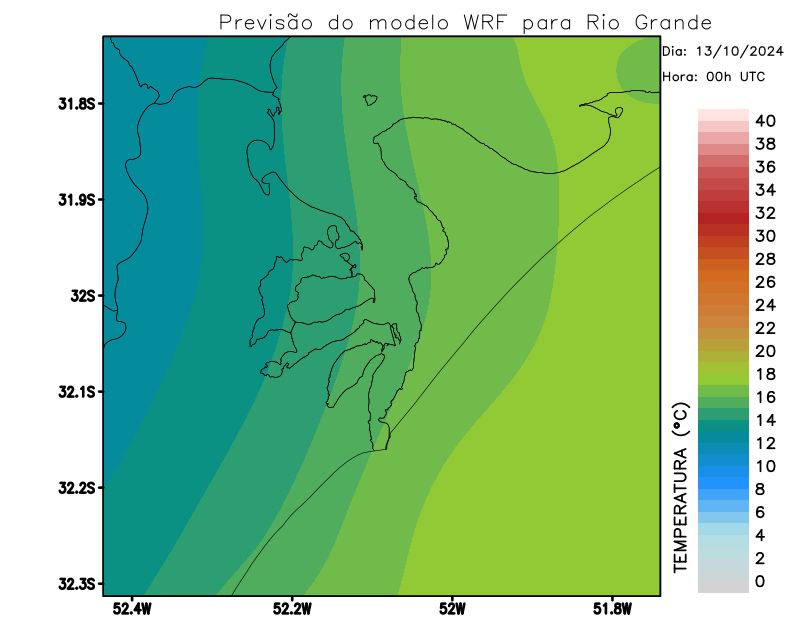 Previsão do modelo WRF para Rio Grande
Dia: 13/10/2024
Hora: 00h UTC
31.8S
31.9S
32S
32.1S
32.2S
32.3S
52.4W
52.2W
52W
51.8W
TEMPERATURA (°C)
40
38
36
34
32
30
28
26
24
22
20
18
16
14
12
10
8
6
4
2
0